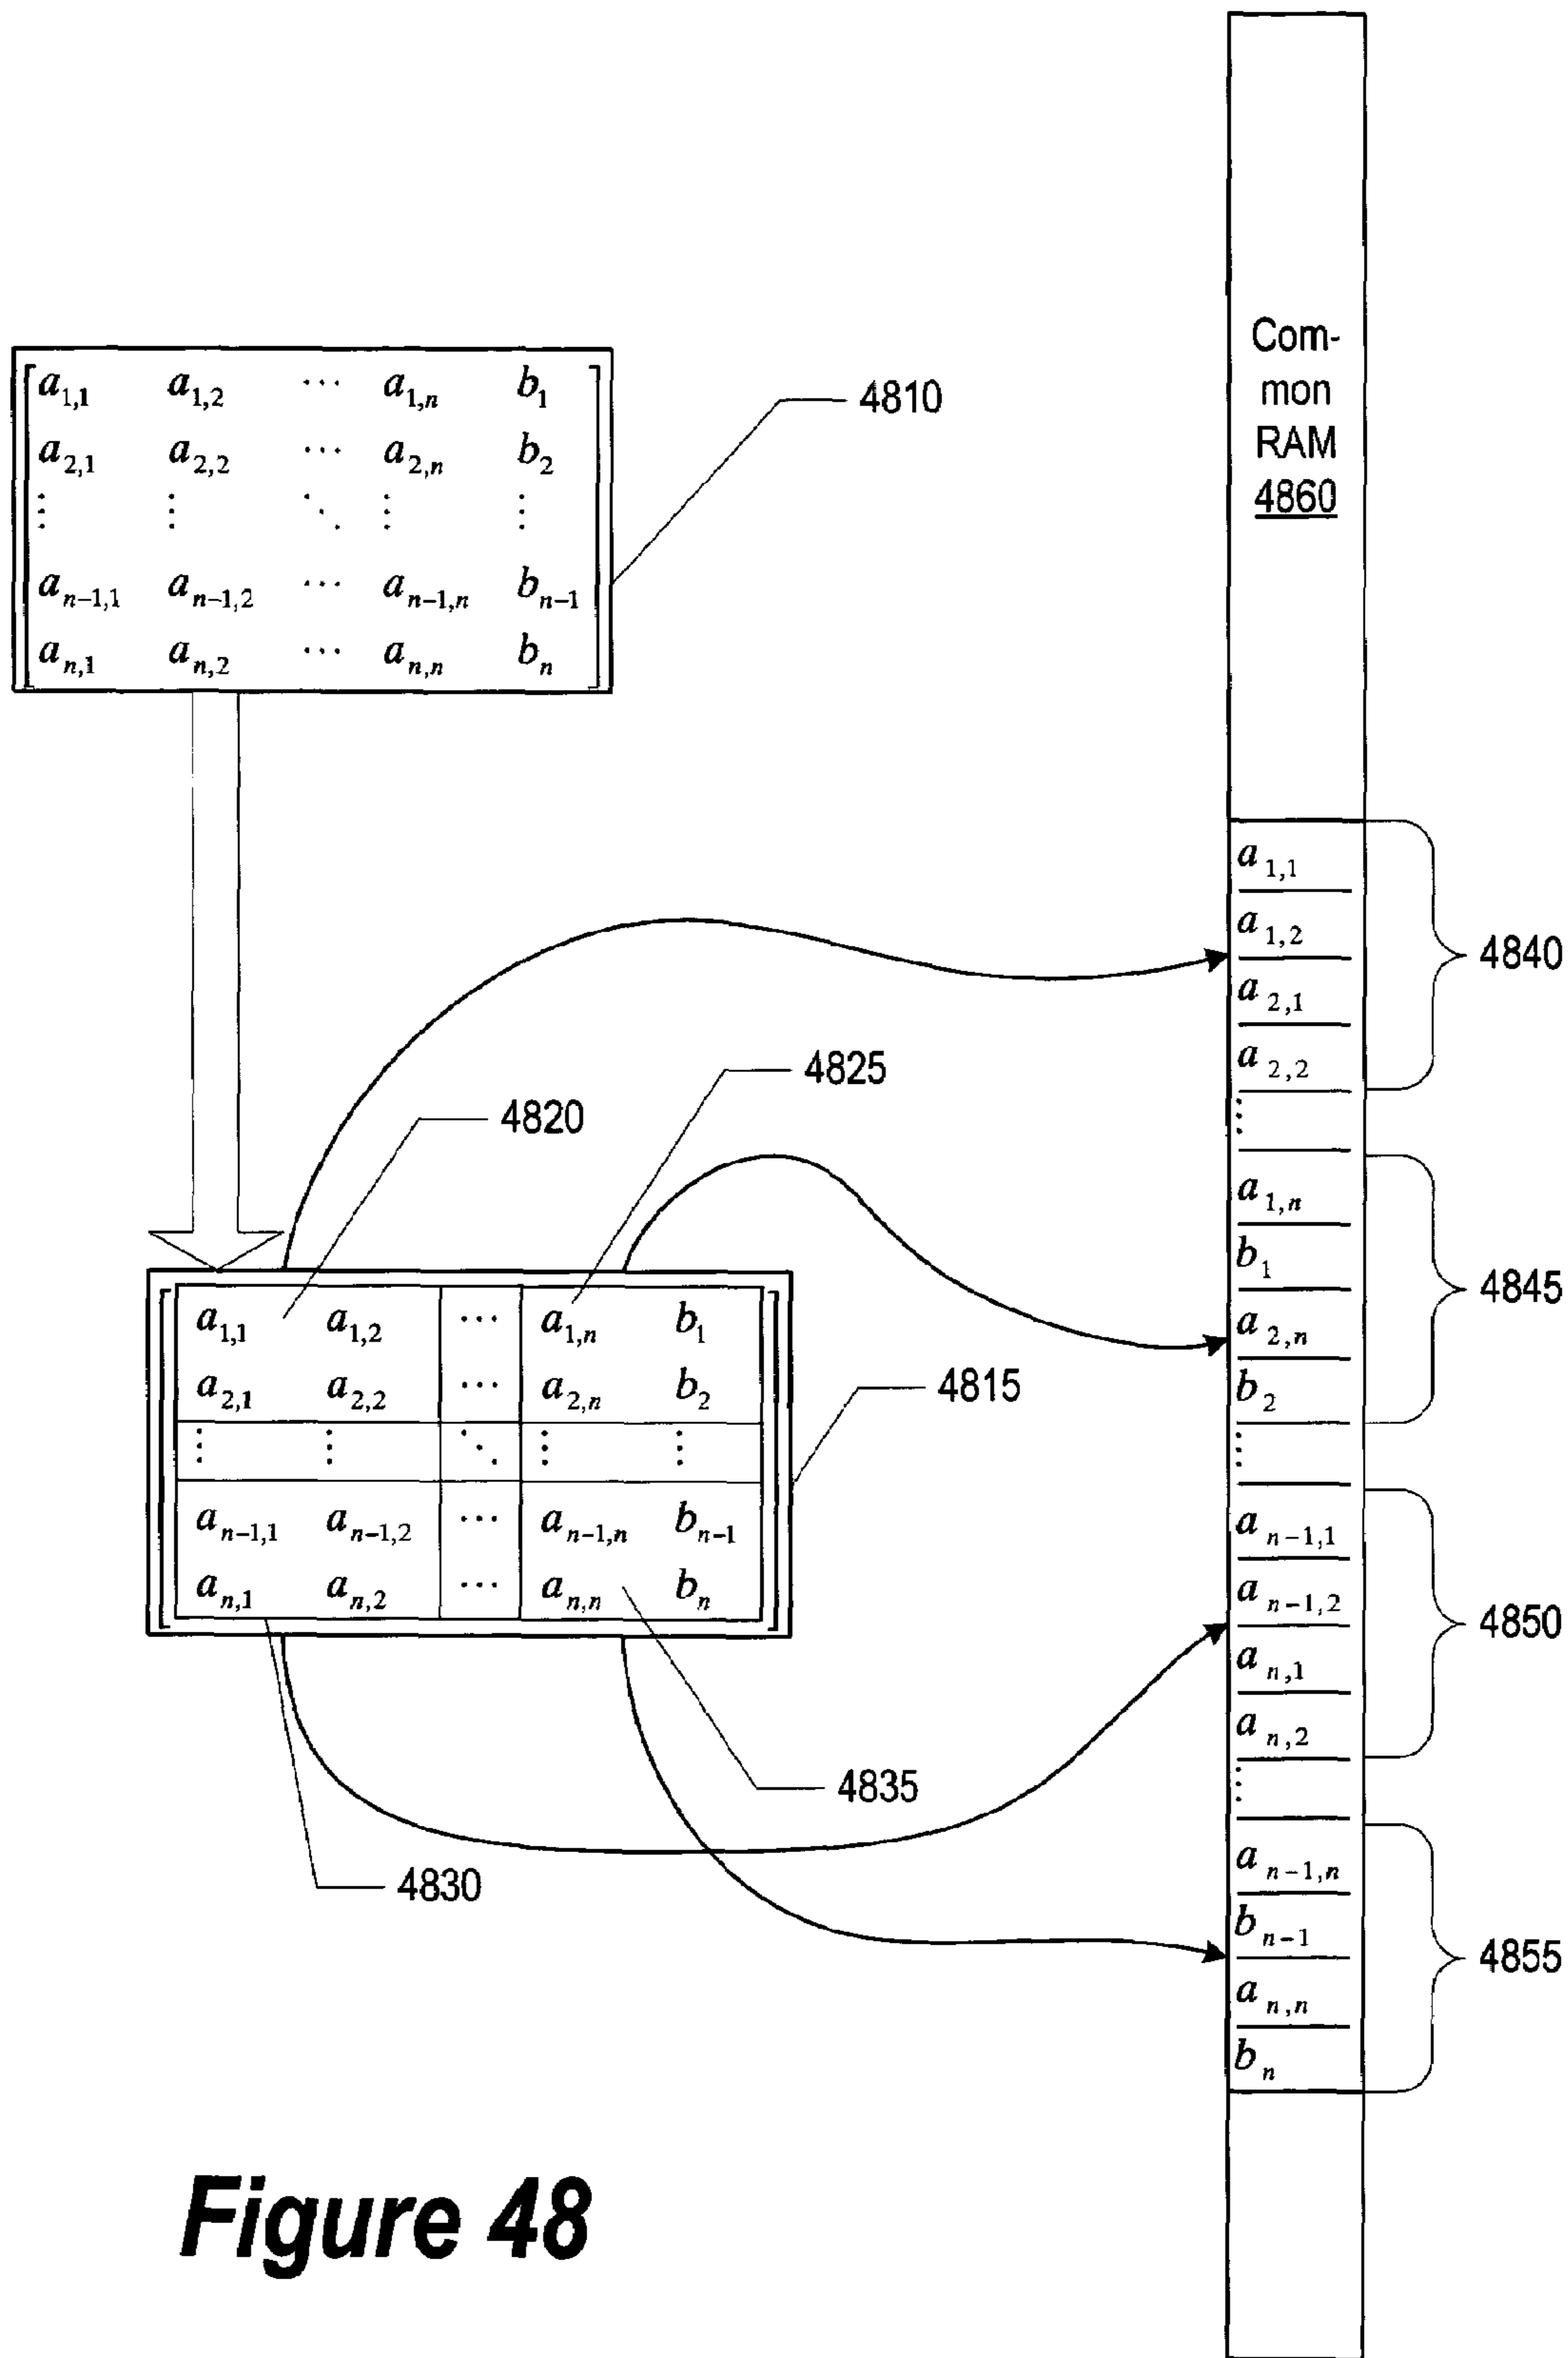 a1,1 a1,2 ⋯ a1,n b1
a2,1 a2,2 ⋯ a2,n b2
⋮ ⋮ ⋱ ⋮ ⋮
an−1,1 an−1,2 ⋯ an−1,n bn−1
an,1 an,2 ⋯ an,n bn
4810
Com-
mon
RAM
4860
a1,1
a1,2
a2,1
a2,2
⋮
a1,n
b1
a2,n
b2
⋮
an−1,1
an−1,2
an,1
an,2
⋮
an−1,n
bn−1
an,n
bn
4840
4845
4850
4855
4820
4825
a1,1 a1,2 ⋯ a1,n b1
a2,1 a2,2 ⋯ a2,n b2
⋮ ⋮ ⋱ ⋮ ⋮
an−1,1 an−1,2 ⋯ an−1,n bn−1
an,1 an,2 ⋯ an,n bn
4815
4835
4830
Figure 48